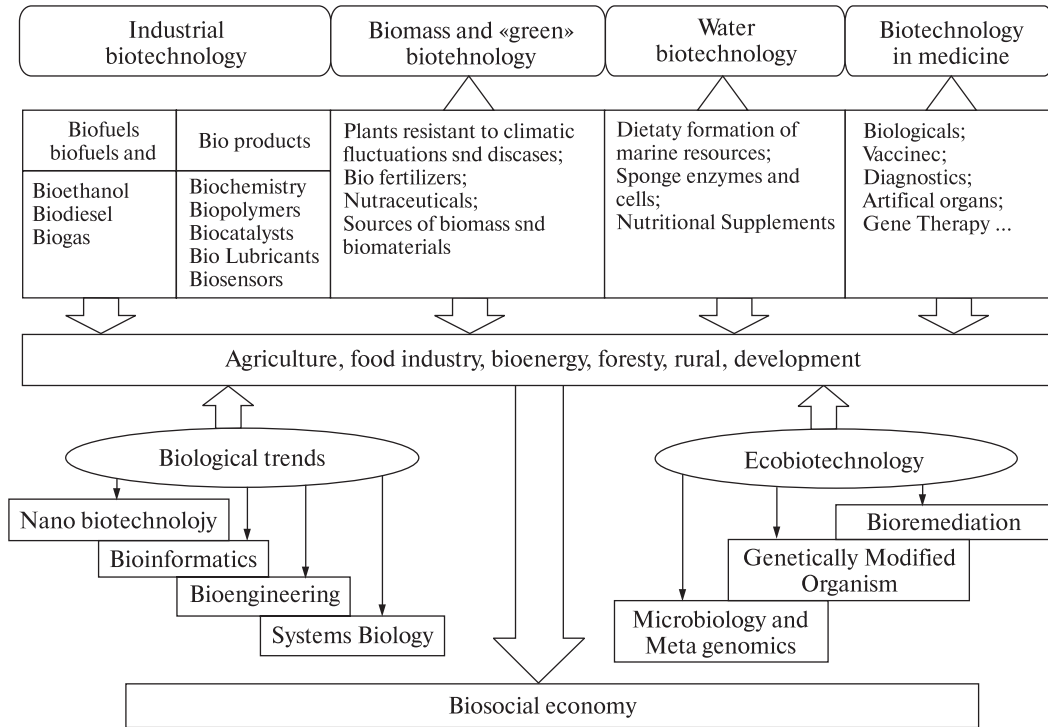 Industrial
biotechnology
Biomass and «green»
biotehnology
Water
biotechnology
Biotechnology
in medicine
Biofuels
biofuels and
Bio products
Bioethanol
Biodiesel
Biogas
Biochemistry
Biopolymers
Biocatalysts
Bio Lubricants
Biosensors
Plants resistant to climatic
fluctuations snd diseases;
Bio fertilizers;
Nutraceuticals;
Sources of biomass snd
biomaterials
Dietaty formation of
marine resources;
Sponge enzymes and
cells;
Nutritional Supplements
Biologicals;
Vaccinec;
Diagnostics;
Artifical organs;
Gene Therapy ...
Agriculture, food industry, bioenergy, foresty, rural, development
Biological trends
Nano biotechnolojy
Bioinformatics
Bioengineering
Systems Biology
Ecobiotechnology
Bioremediation
Genetically Modified
Organism
Microbiology and
Meta genomics
Biosocial economy